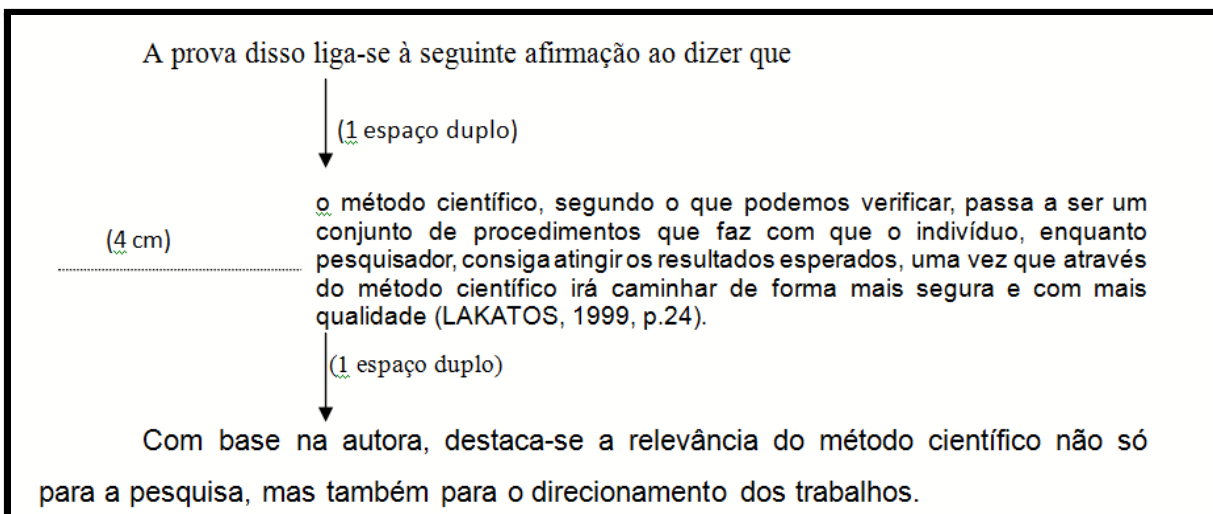 A prova disso liga-se à seguinte afirmação ao dizer que
(1 espaço duplo)
o método científico, segundo o que podemos verificar, passa a ser um
conjunto de procedimentos que faz com que o indivíduo, enquanto
(4 cm)
pesquisador, consiga atingir os resultados esperados, uma vez que através
do método científico irá caminhar de forma mais segura e com mais
qualidade (LAKATOS, 1999, p.24).
(1 espaço duplo)
Com base na autora, destaca-se a relevância do método científico não só
para a pesquisa, mas também para o direcionamento dos trabalhos.